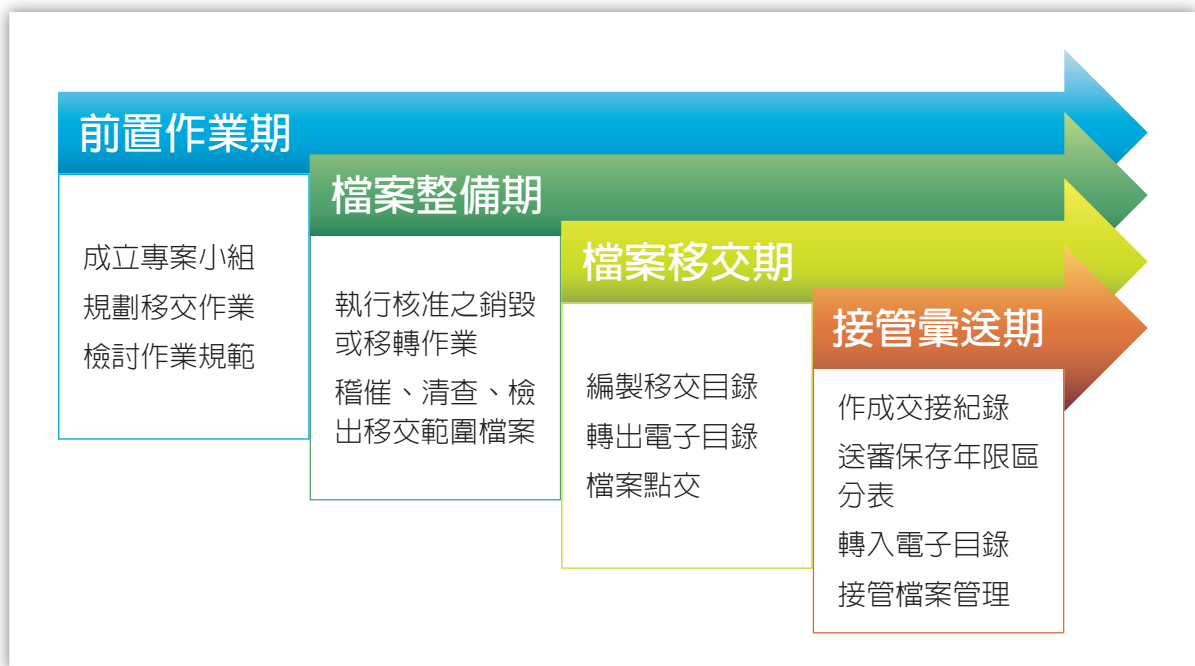 前置作業期
成立專案小組
規劃移交作業
檢討作業規範
檔案整備期
執行核准之銷毀
或移轉作業
稽催、清查、檢
出移交範圍檔案
檔案移交期
編製移交目錄
轉出電子目錄
檔案點交
接管彙送期
作成交接紀錄
送審保存年限區
分表
轉入電子目錄
接管檔案管理